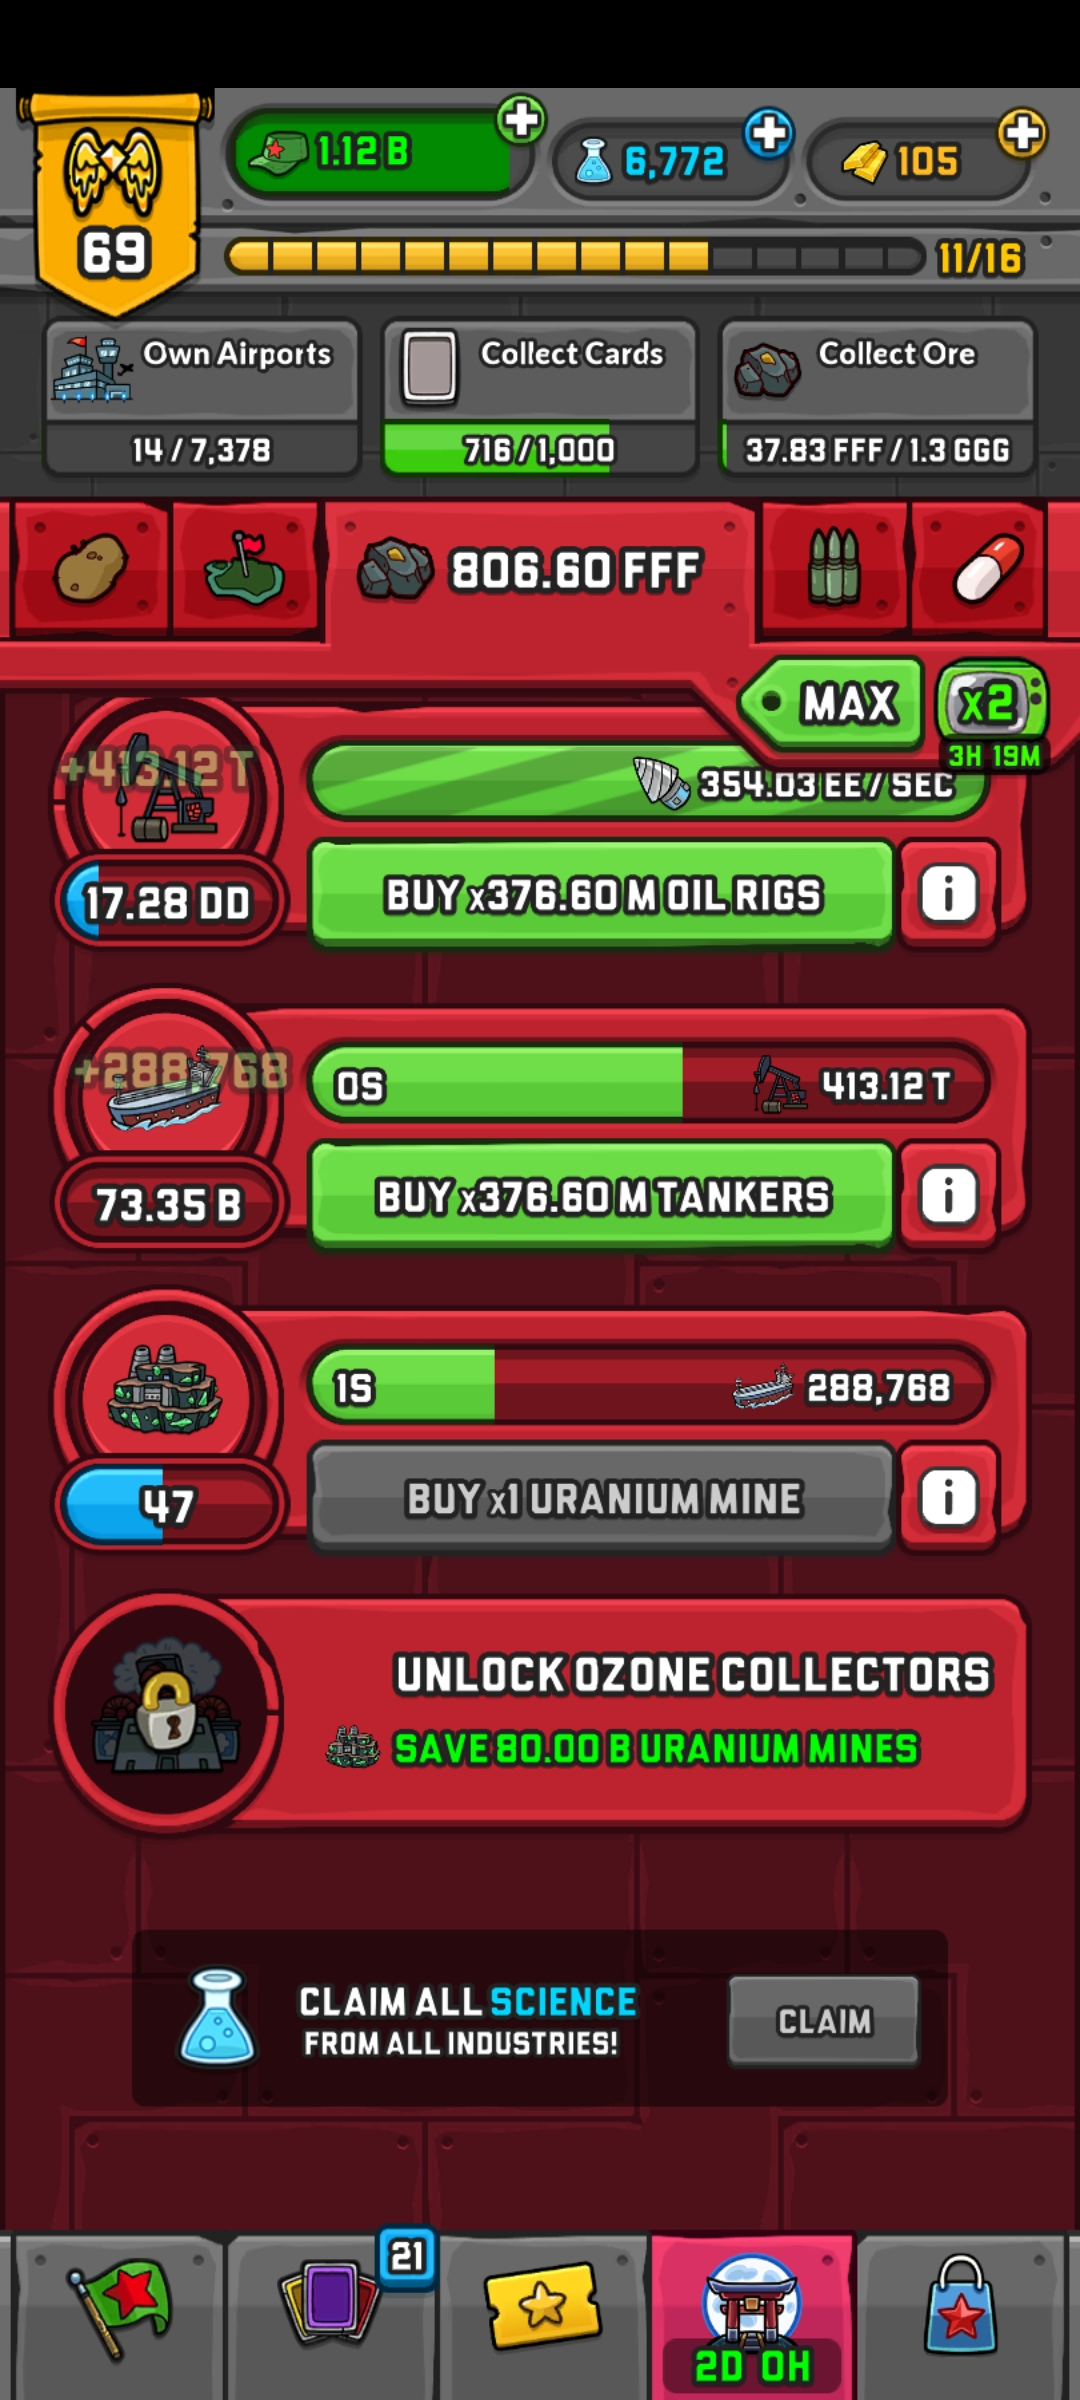 1.12 B
6,772
105
69
11/16
Own Airports
14 / 7,378
Collect Cards
716 / 1,000
Collect Ore
37.83 FFF / 1.3 GGG
806.60 FFF
MAX
x2
3H 19M
+413.12 T
354.03 EE / SEC
17.28 DD
BUY x376.60 M OIL RIGS
i
+288,768
0S
413.12 T
73.35 B
BUY x376.60 M TANKERS
i
1S
288,768
47
BUY x1 URANIUM MINE
i
UNLOCK OZONE COLLECTORS
SAVE 80.00 B URANIUM MINES
CLAIM ALL SCIENCE
FROM ALL INDUSTRIES!
CLAIM
21
2D 0H